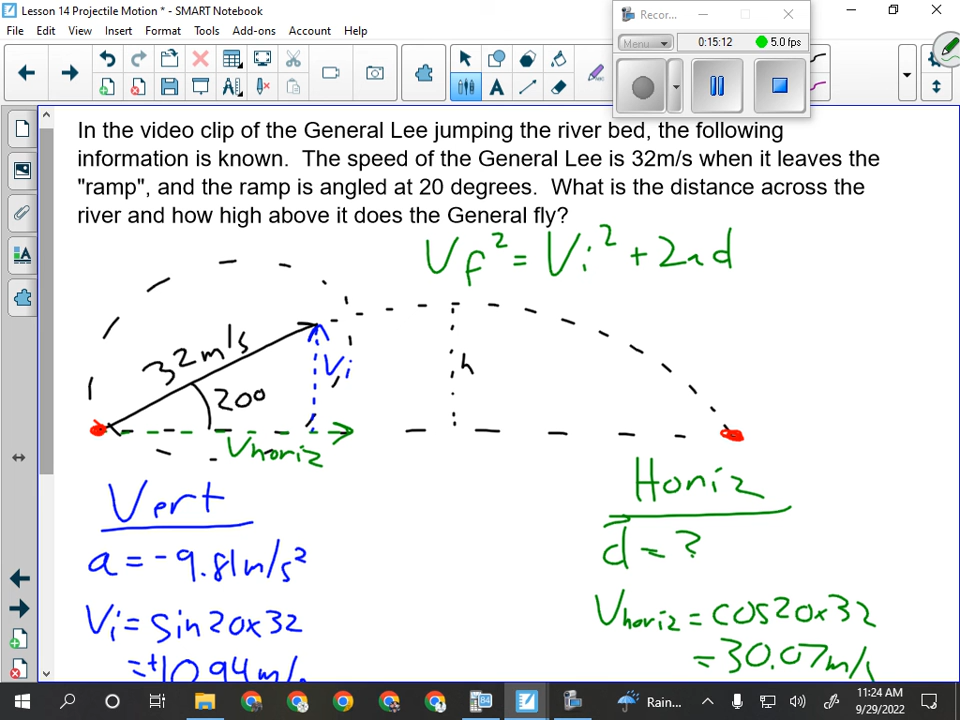 Lesson 14 Projectile Motion * - SMART Notebook
Recor...
File Edit View Insert Format Tools Add-ons Account Help
Menu
0:15:12
5.0 fps
In the video clip of the General Lee jumping the river bed, the following
information is known. The speed of the General Lee is 32m/s when it leaves the
"ramp", and the ramp is angled at 20 degrees. What is the distance across the
river and how high above it does the General fly?
Vf² = Vi² + 2ad
32m/s
Vi
h
20°
Vhoriz
Vert
Horiz
a = -9.81m/s²
d = ?
Vi = sin20x32
Vhoriz = cos20x32
=+10.94m/s
= 30.07m/s
84
Rain...
11:24 AM
9/29/2022